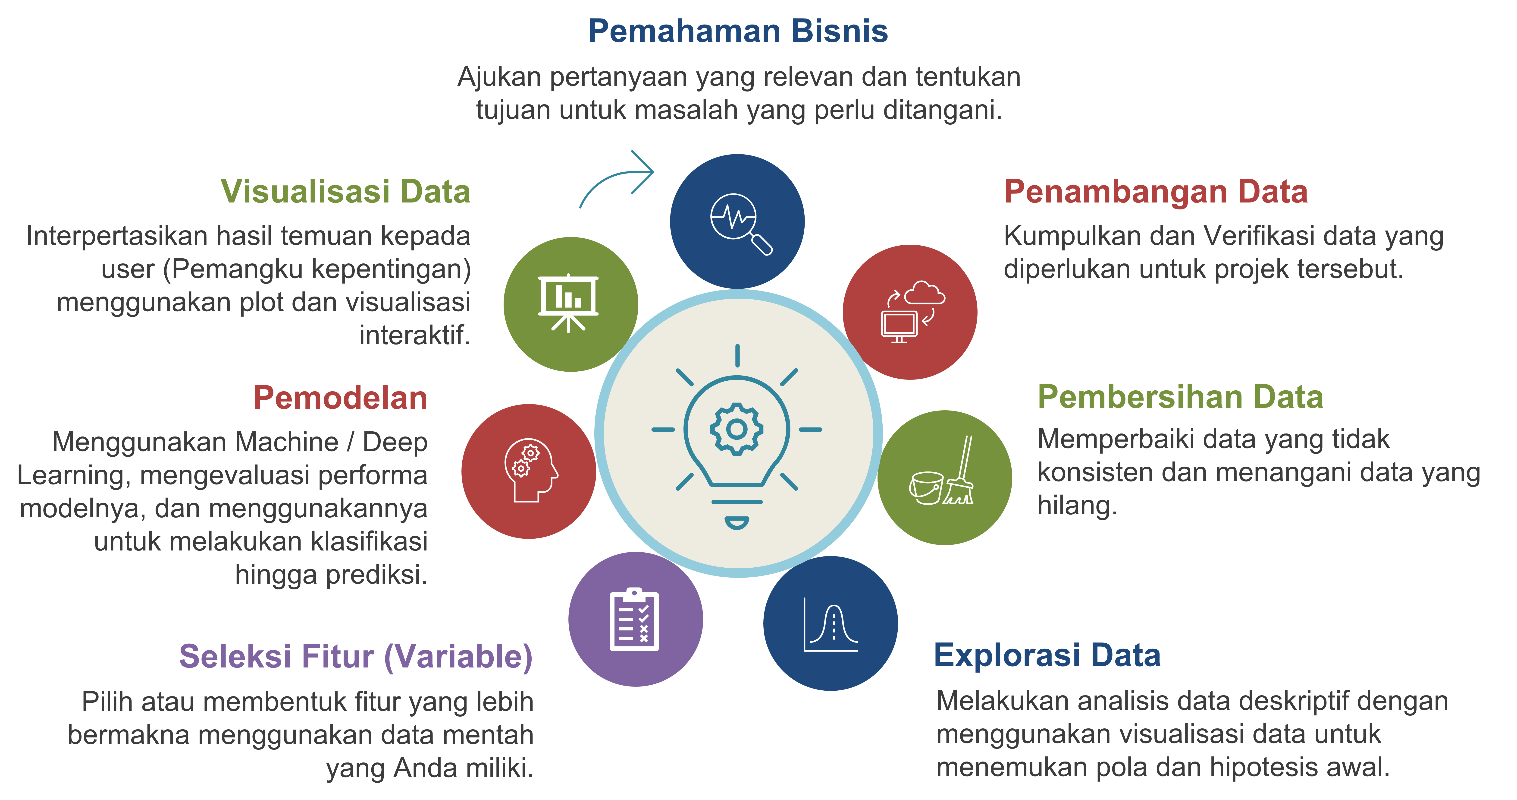 Pemahaman Bisnis
Ajukan pertanyaan yang relevan dan tentukan
tujuan untuk masalah yang perlu ditangani.
Penambangan Data
Kumpulkan dan Verifikasi data yang
diperlukan untuk projek tersebut.
Pembersihan Data
Memperbaiki data yang tidak
konsisten dan menangani data yang
hilang.
Explorasi Data
Melakukan analisis data deskriptif dengan
menggunakan visualisasi data untuk
menemukan pola dan hipotesis awal.
Seleksi Fitur (Variable)
Pilih atau membentuk fitur yang lebih
bermakna menggunakan data mentah
yang Anda miliki.
Pemodelan
Menggunakan Machine / Deep
Learning, mengevaluasi performa
modelnya, dan menggunakannya
untuk melakukan klasifikasi
hingga prediksi.
Visualisasi Data
Interpertasikan hasil temuan kepada
user (Pemangku kepentingan)
menggunakan plot dan visualisasi
interaktif.